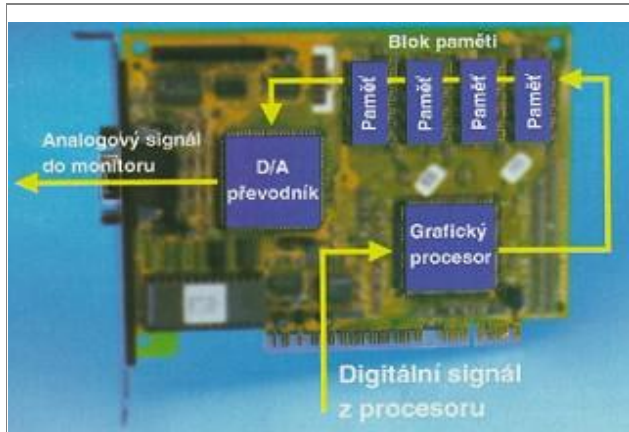 Blok paměti
Paměť
Paměť
Paměť
Paměť
Analogový signál
do monitoru
D/A
převodník
Grafický
procesor
Digitální signál
z procesoru